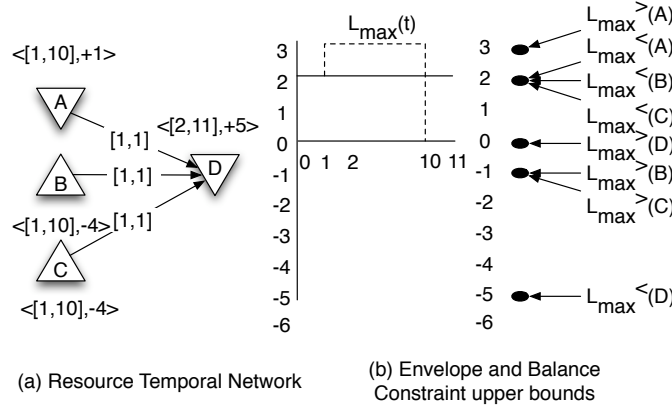 <[1,10],+1>
A
[1,1]
<[2,11],+5>
B
[1,1]
D
<[1,10],-4>
[1,1]
C
<[1,10],-4>
(a) Resource Temporal Network
Lmax(t)
3
2
1
0
-1
-2
-3
-4
-5
-6
0 1 2 10 11
3
2
1
0
-1
-2
-3
-4
-5
-6
Lmax>(A)
Lmax<(A)
Lmax<(B)
Lmax<(C)
Lmax>(D)
Lmax>(B)
Lmax>(C)
Lmax<(D)
(b) Envelope and Balance
Constraint upper bounds